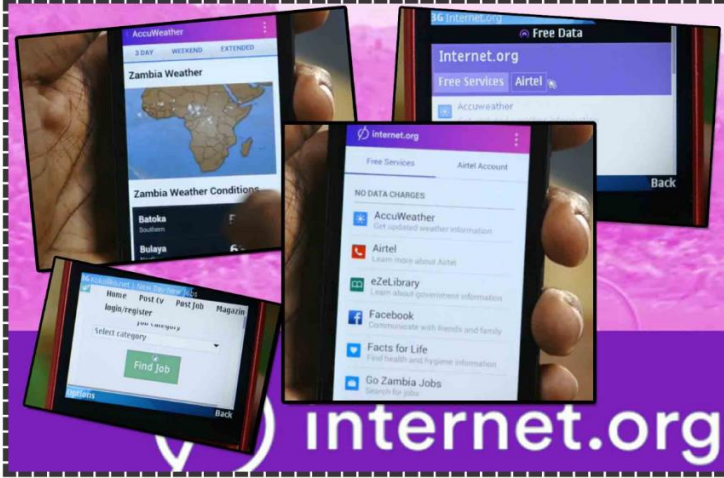 AccuWeather
3 DAY WEEKEND EXTENDED
Zambia Weather
Zambia Weather Conditions
Batoka
Southern
Bulaya
3G Internet.org
Free Data
Internet.org
Free Services Airtel
Accuweather
Back
internet.org
Free Services Airtel Account
NO DATA CHARGES
AccuWeather
Get updated weather information
Airtel
Learn more about Airtel
eZeLibrary
Learn about government information
Facebook
Communicate with friends and family
Facts for Life
Find health and hygiene information
Go Zambia Jobs
Search for jobs
Home Post Cv Post Job Magazin
login/register
Job Category
Select category
Find Job
Options
Back
internet.org